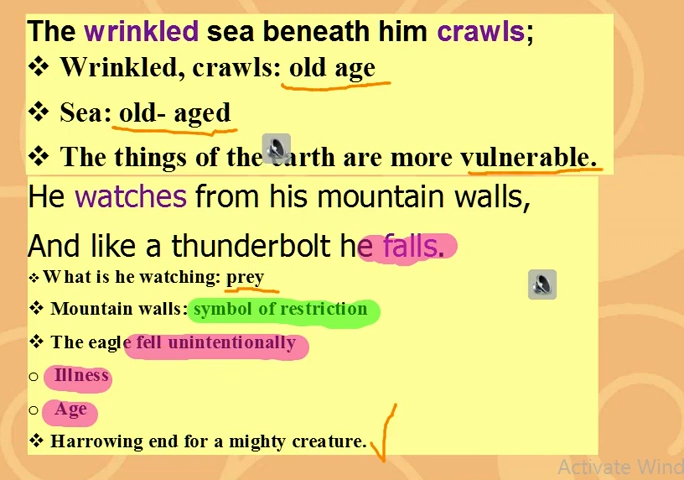 The wrinkled sea beneath him crawls;
❖ Wrinkled, crawls: old age
❖ Sea: old- aged
❖ The things of the earth are more vulnerable.
He watches from his mountain walls,
And like a thunderbolt he falls.
❖ What is he watching: prey
❖ Mountain walls: symbol of restriction
❖ The eagle fell unintentionally
o Illness
o Age
❖ Harrowing end for a mighty creature.
Activate Wind